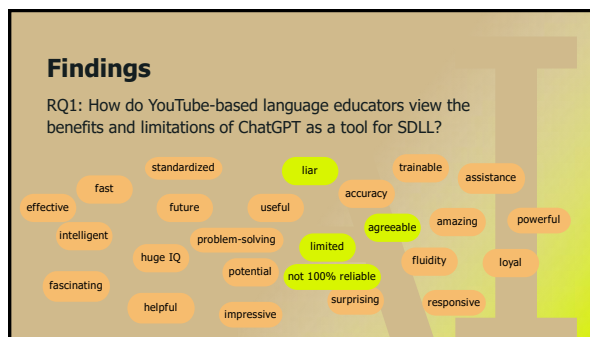 Findings
RQ1: How do YouTube-based language educators view the
benefits and limitations of ChatGPT as a tool for SDLL?
standardized
liar
trainable
assistance
fast
accuracy
effective
future
useful
agreeable
amazing
powerful
intelligent
problem-solving
limited
huge IQ
fluidity
loyal
potential
not 100% reliable
fascinating
surprising
responsive
helpful
impressive
AI